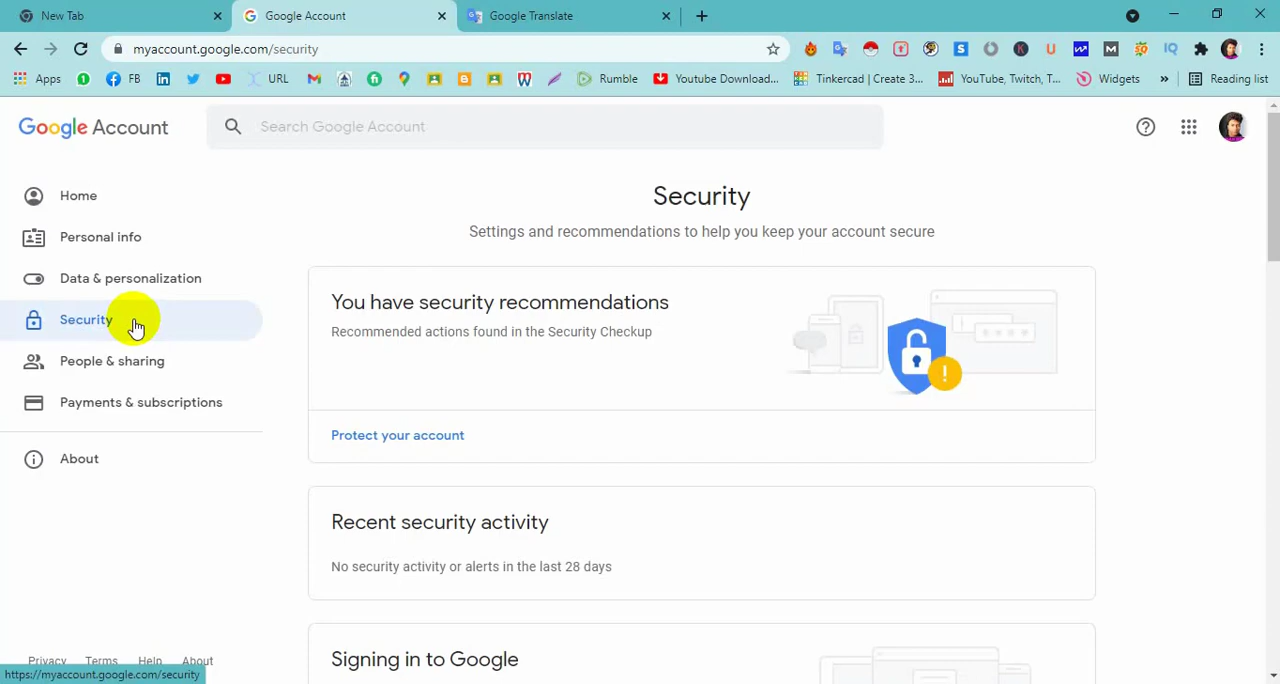 New Tab
Google Account
Google Translate
myaccount.google.com/security
Apps
FB
URL
Rumble
Youtube Download...
Tinkercad | Create 3...
YouTube, Twitch, T...
Widgets
Reading list
Google Account
Search Google Account
Home
Personal info
Data & personalization
Security
People & sharing
Payments & subscriptions
About
Security
Settings and recommendations to help you keep your account secure
You have security recommendations
Recommended actions found in the Security Checkup
Protect your account
Recent security activity
No security activity or alerts in the last 28 days
Signing in to Google
Privacy Terms Help About
https://myaccount.google.com/security